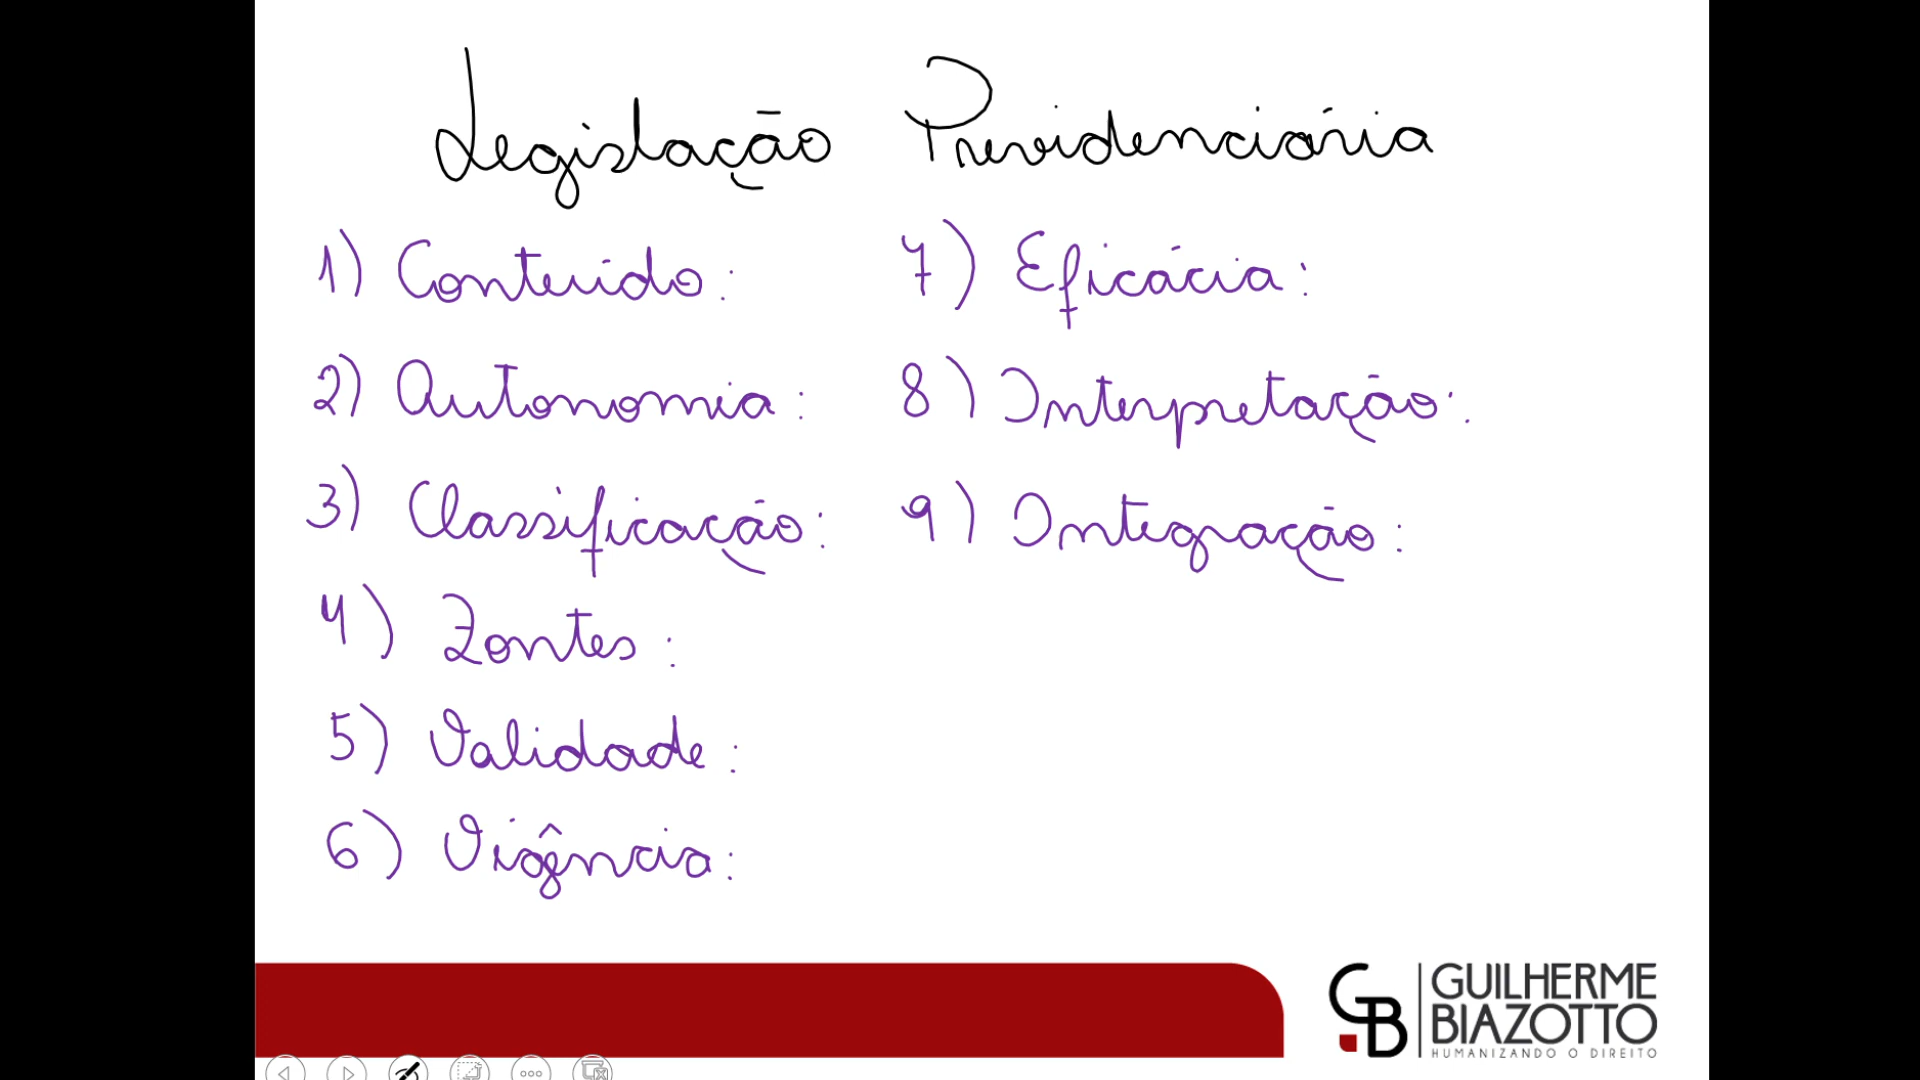 Legislação Previdenciária
1) Conteúdo:
2) Autonomia:
3) Classificação:
4) Fontes:
5) Validade:
6) Vigência:
7) Eficácia:
8) Interpretação:
9) Integração:
GB
GUILHERME
BIAZOTTO
HUMANIZANDO O DIREITO